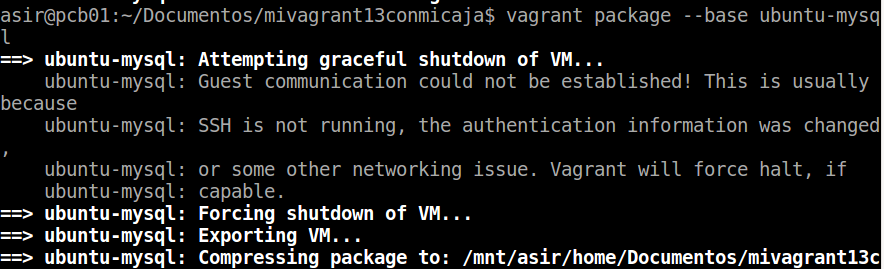 asir@pcb01:~/Documentos/mivagrant13conmicaja$ vagrant package --base ubuntu-mysq
l
==> ubuntu-mysql: Attempting graceful shutdown of VM...
    ubuntu-mysql: Guest communication could not be established! This is usually
because
    ubuntu-mysql: SSH is not running, the authentication information was changed
,
    ubuntu-mysql: or some other networking issue. Vagrant will force halt, if
    ubuntu-mysql: capable.
==> ubuntu-mysql: Forcing shutdown of VM...
==> ubuntu-mysql: Exporting VM...
==> ubuntu-mysql: Compressing package to: /mnt/asir/home/Documentos/mivagrant13c